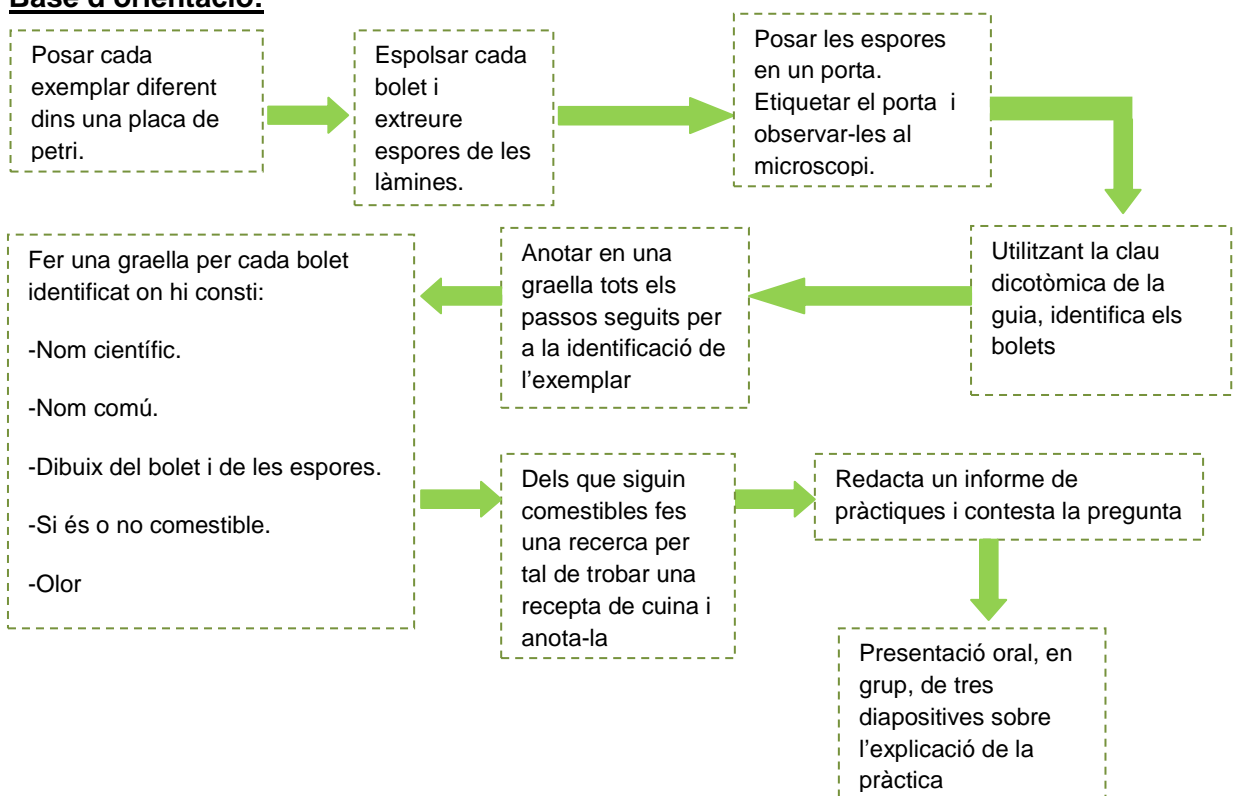 Base d'orientació:
Posar cada
exemplar diferent
dins una placa de
petri.
Espolsar cada
bolet i
extreure
espores de les
làmines.
Posar les espores
en un porta.
Etiquetar el porta i
observar-les al
microscopi.
Utilitzant la clau
dicotòmica de la
guia, identifica els
bolets
Anotar en una
graella tots els
passos seguits per
a la identificació de
l’exemplar
Fer una graella per cada bolet
identificat on hi consti:
-Nom científic.
-Nom comú.
-Dibuix del bolet i de les espores.
-Si és o no comestible.
-Olor
Dels que siguin
comestibles fes
una recerca per
tal de trobar una
recepta de cuina i
anota-la
Redacta un informe de
pràctiques i contesta la pregunta
Presentació oral, en
grup, de tres
diapositives sobre
l’explicació de la
pràctica